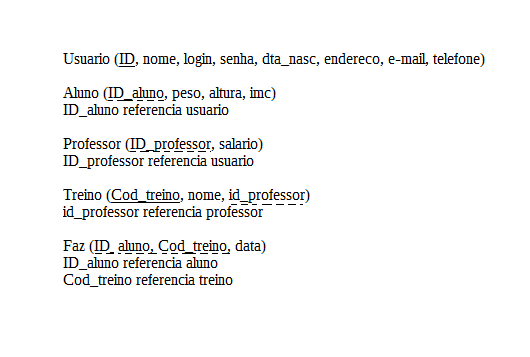 Usuario (ID, nome, login, senha, dta_nasc, endereco, e-mail, telefone)
Aluno (ID_aluno, peso, altura, imc)
ID_aluno referencia usuario
Professor (ID_professor, salario)
ID_professor referencia usuario
Treino (Cod_treino, nome, id_professor)
id_professor referencia professor
Faz (ID_aluno, Cod_treino, data)
ID_aluno referencia aluno
Cod_treino referencia treino